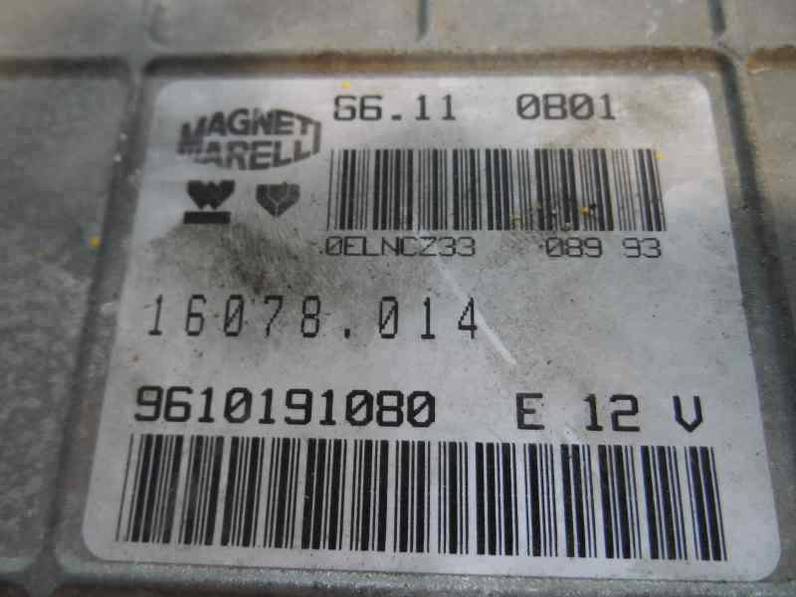 MAGNETI MARELLI
G6.11 0B01
0ELNCZ33 089 93
16078.014
9610191080 E 12 V